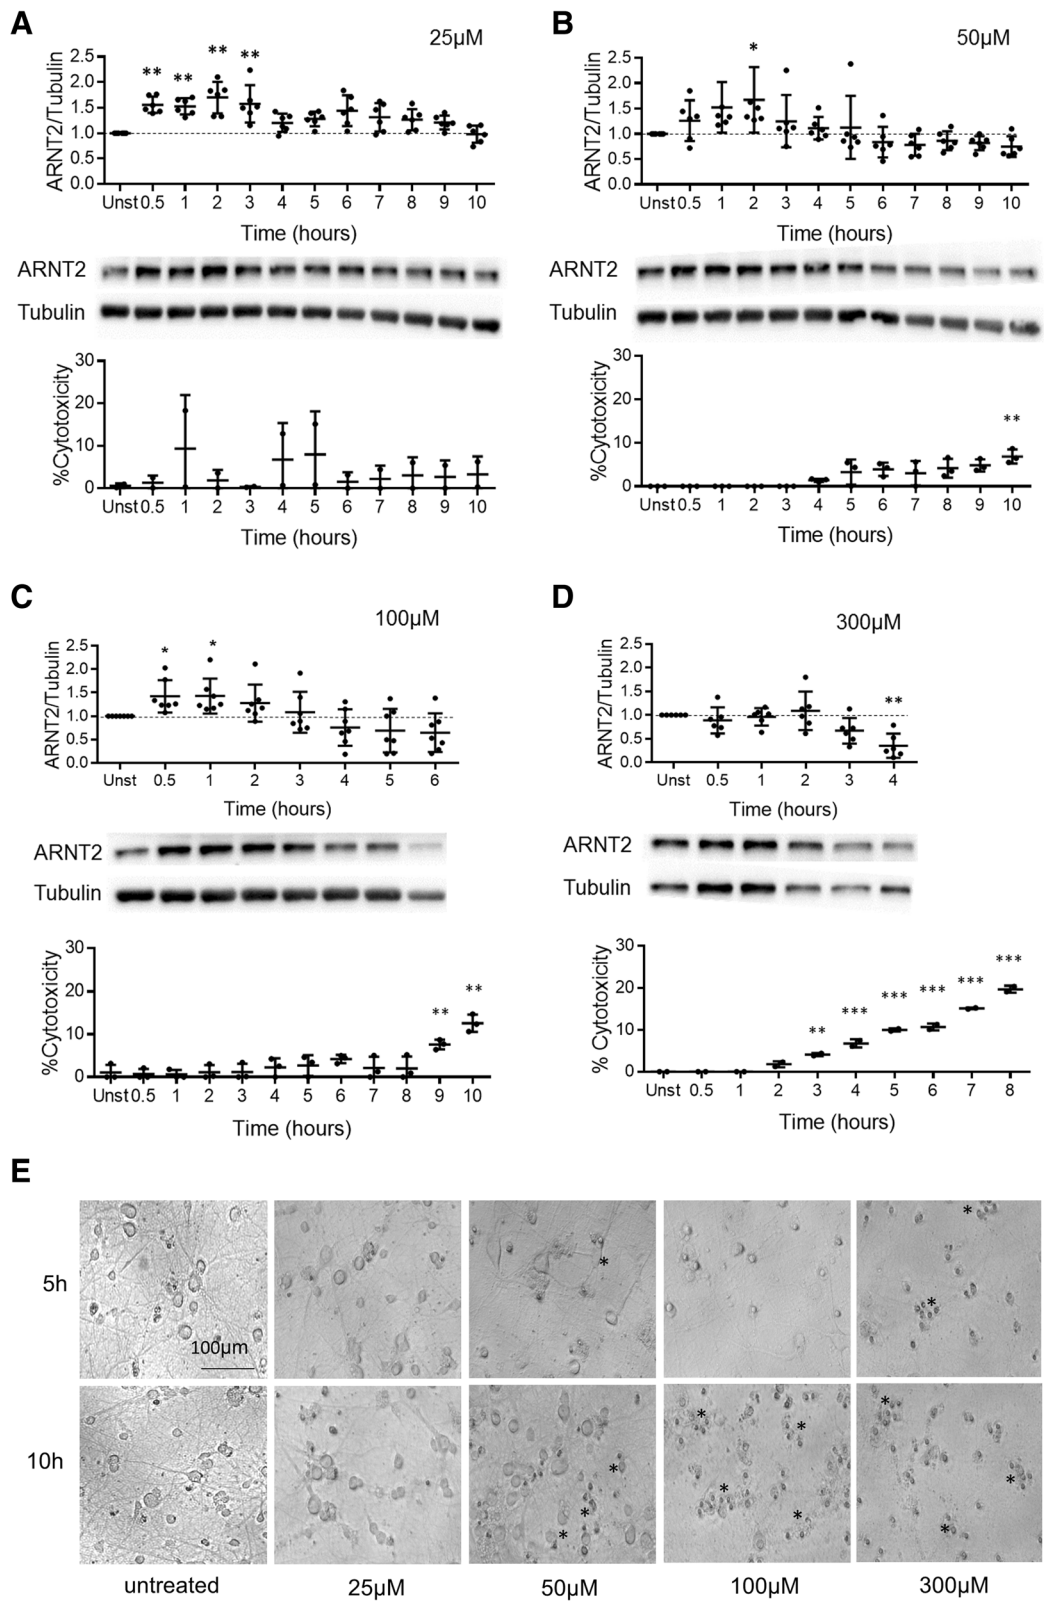 A
25µM
** ** ** **
2.5
2.0
1.5
1.0
0.5
0.0
ARNT2/Tubulin
Unst 0.5 1 2 3 4 5 6 7 8 9 10
Time (hours)
ARNT2
Tubulin
30
20
10
0
%Cytotoxicity
Unst 0.5 1 2 3 4 5 6 7 8 9 10
Time (hours)
B
50µM
*
2.5
2.0
1.5
1.0
0.5
0.0
ARNT2/Tubulin
Unst 0.5 1 2 3 4 5 6 7 8 9 10
Time (hours)
ARNT2
Tubulin
30
20
10
0
%Cytotoxicity
**
Unst 0.5 1 2 3 4 5 6 7 8 9 10
Time (hours)
C
100µM
* *
2.5
2.0
1.5
1.0
0.5
0.0
ARNT2/Tubulin
Unst 0.5 1 2 3 4 5 6
Time (hours)
ARNT2
Tubulin
30
20
10
0
%Cytotoxicity
** **
Unst 0.5 1 2 3 4 5 6 7 8 9 10
Time (hours)
D
300µM
**
2.5
2.0
1.5
1.0
0.5
0.0
ARNT2/Tubulin
Unst 0.5 1 2 3 4
Time (hours)
ARNT2
Tubulin
30
20
10
0
% Cytotoxicity
** *** *** *** *** ***
Unst 0.5 1 2 3 4 5 6 7 8
Time (hours)
E
5h
100µm
* * *
10h
* * * * * * * * * *
untreated 25µM 50µM 100µM 300µM